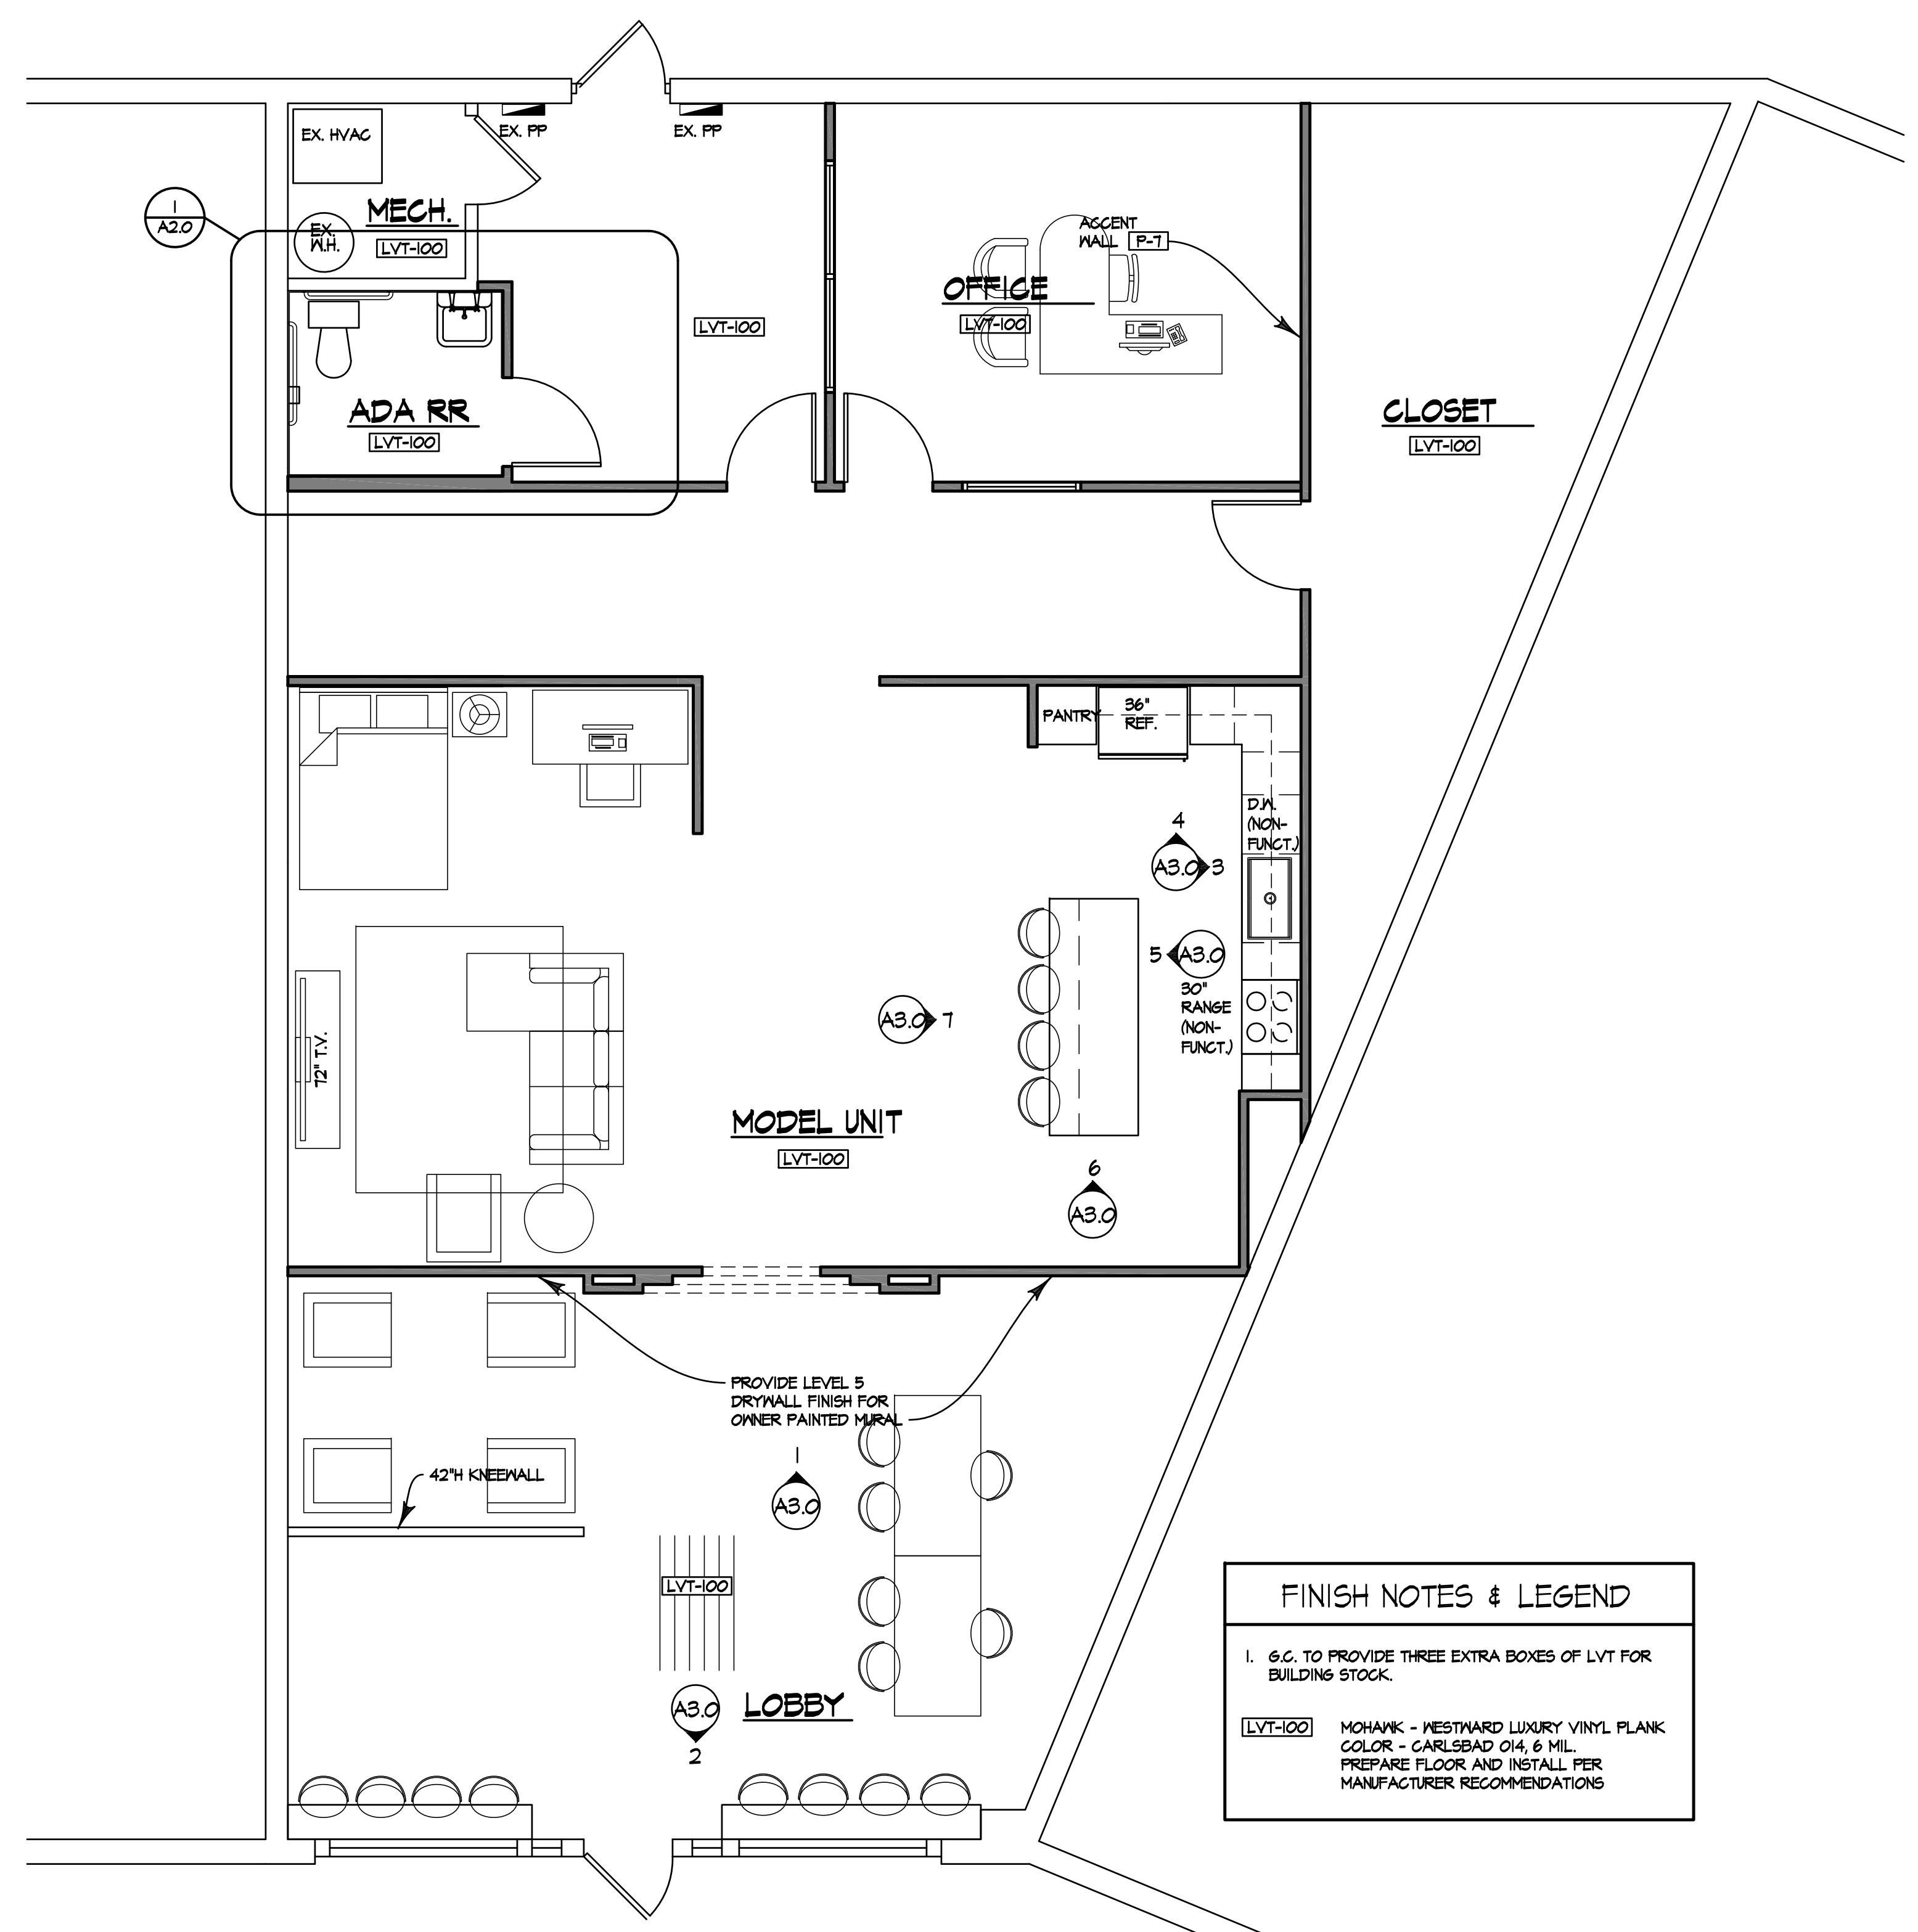 EX. HVAC
EX. PP
EX. PP
MECH.
LVT-100
EX.
W.H.
1
A2.0
ACCENT
WALL P-7
OFFICE
LVT-100
LVT-100
ADA RR
LVT-100
CLOSET
LVT-100
PANTRY
36"
REF.
D.W.
(NON-
FUNCT.)
4
A3.0 3
5 A3.0
30"
RANGE
(NON-
FUNCT.)
A3.0 7
72" T.V.
MODEL UNIT
LVT-100
6
A3.0
PROVIDE LEVEL 5
DRYWALL FINISH FOR
OWNER PAINTED MURAL
1
A3.0
42"H KNEEWALL
LVT-100
A3.0
2
LOBBY
FINISH NOTES & LEGEND
1. G.C. TO PROVIDE THREE EXTRA BOXES OF LVT FOR
BUILDING STOCK.
LVT-100 MOHAWK - WESTWARD LUXURY VINYL PLANK
COLOR - CARLSBAD 014, 6 MIL.
PREPARE FLOOR AND INSTALL PER
MANUFACTURER RECOMMENDATIONS